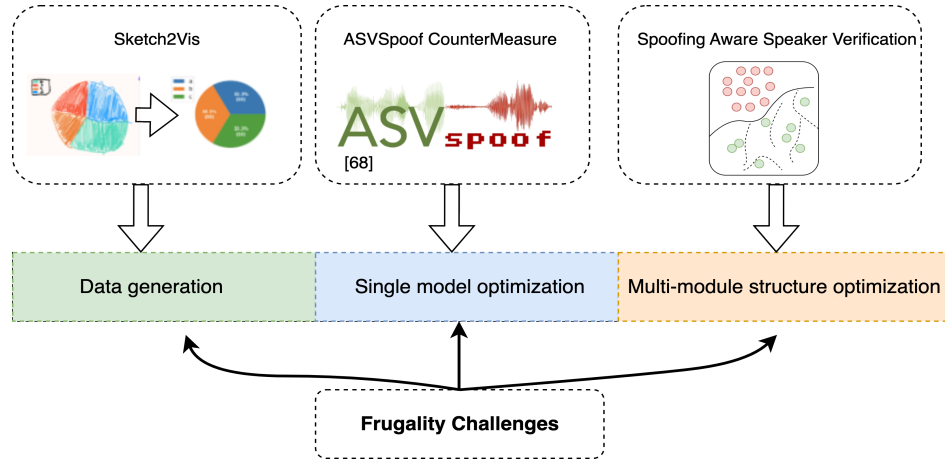 Sketch2Vis
ASVSpoof CounterMeasure
Spoofing Aware Speaker Verification
ASV
spoof
[68]
Data generation
Single model optimization
Multi-module structure optimization
Frugality Challenges